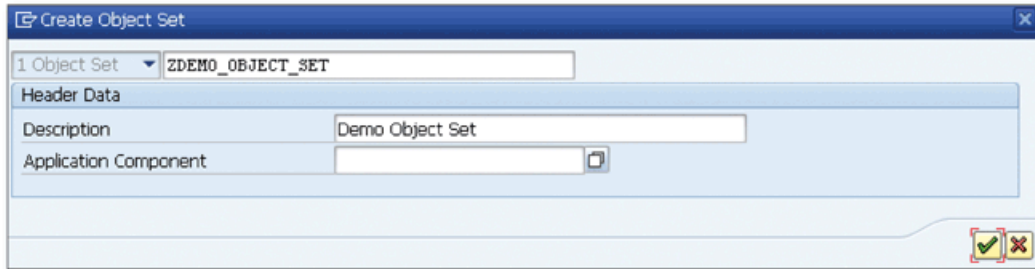 Create Object Set
1 Object Set ZDEMO_OBJECT_SET
Header Data
Description Demo Object Set
Application Component